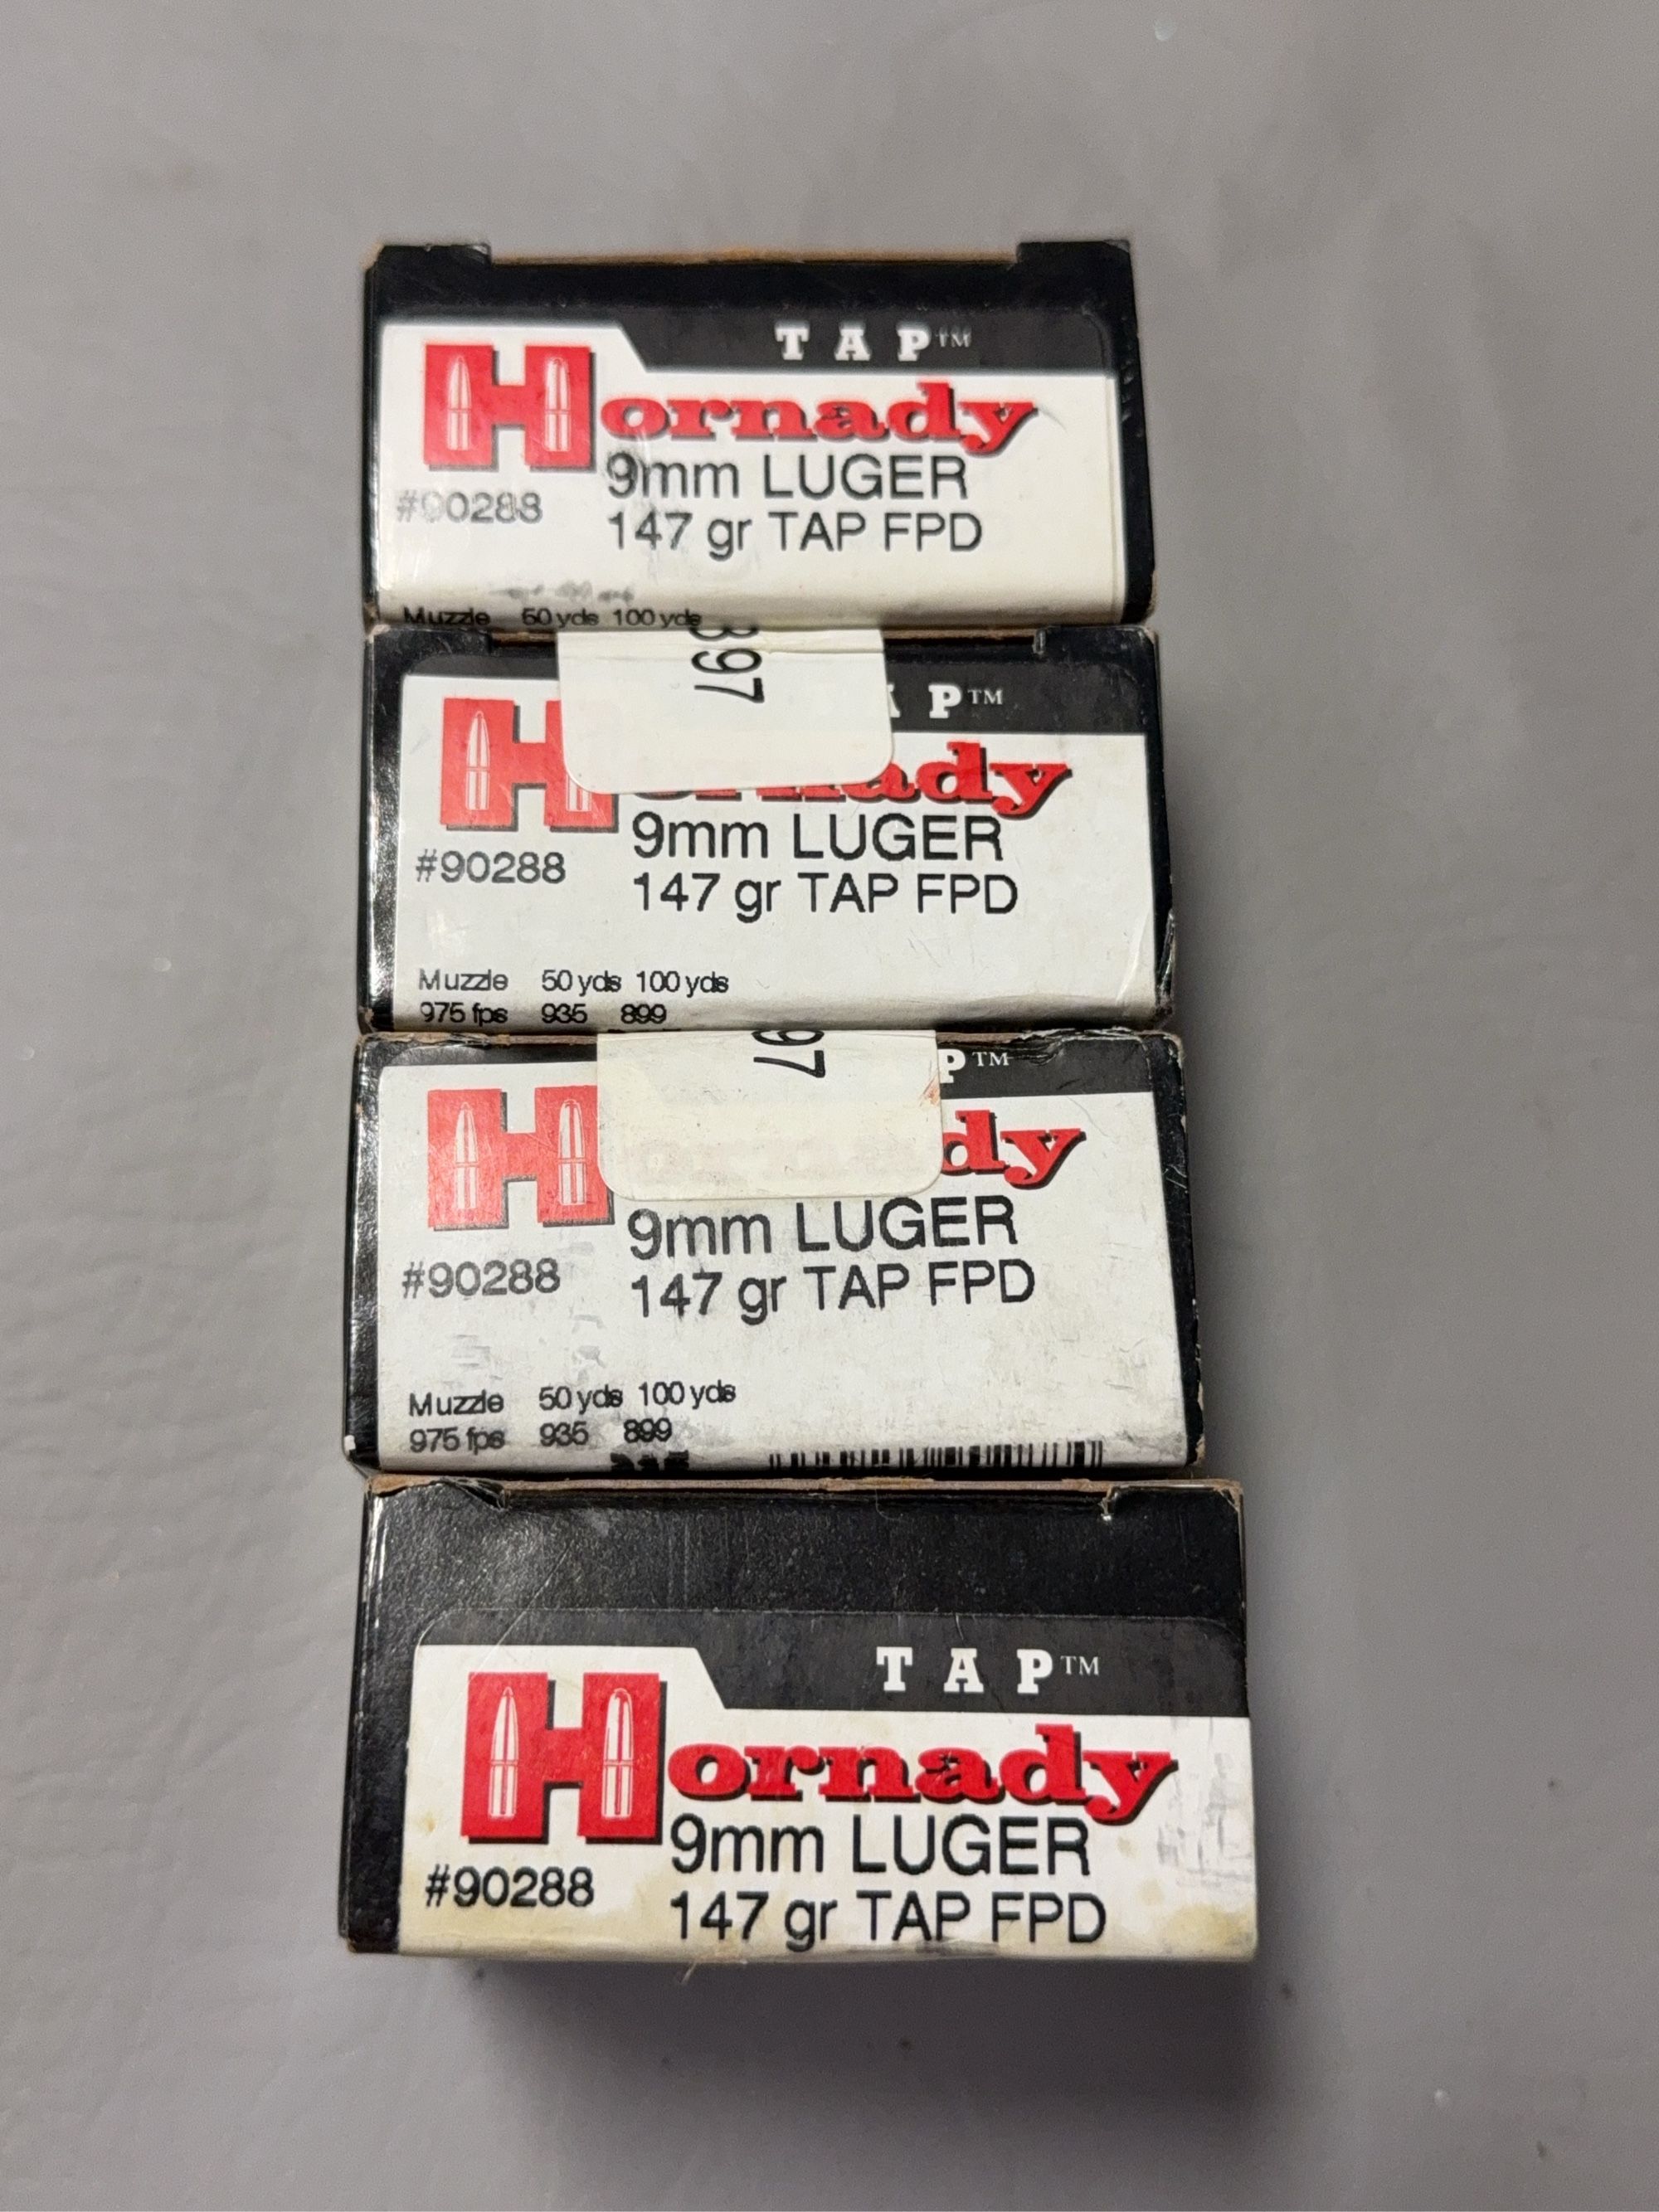 TAP™
Hornady
9mm LUGER
#90288
147 gr TAP FPD
Muzzle 50 yds 100 yds
397
P™
9mm LUGER
#90288
147 gr TAP FPD
Muzzle 50 yds 100 yds
975 fps 935 899
97
P™
9mm LUGER
#90288
147 gr TAP FPD
Muzzle 50 yds 100 yds
975 fps 935 899
TAP™
Hornady
9mm LUGER
#90288
147 gr TAP FPD